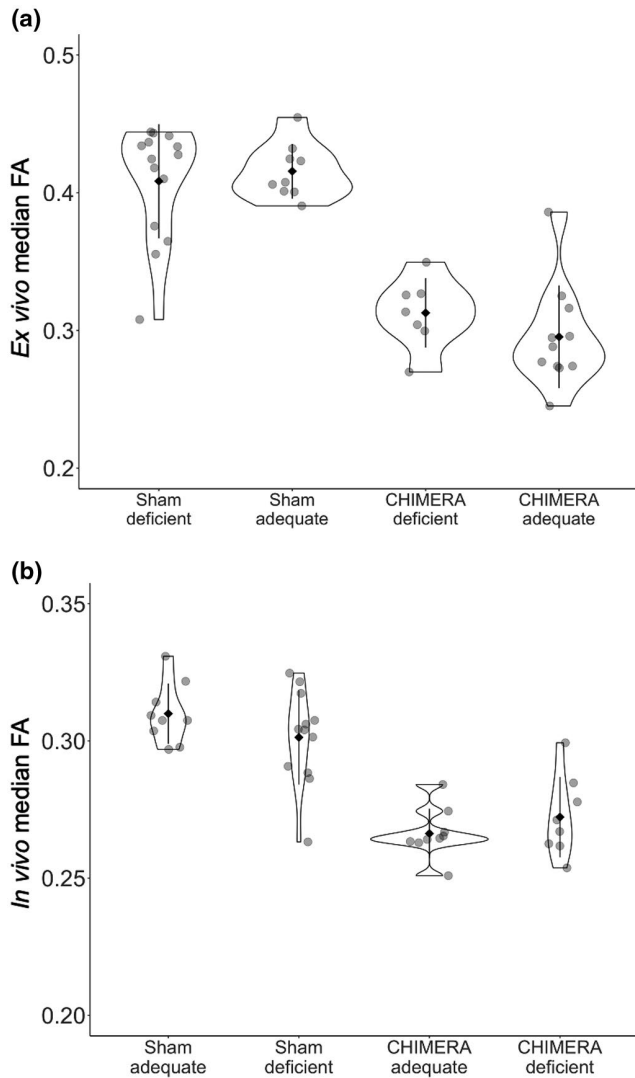 (a)
Ex vivo median FA
0.5
0.4
0.3
0.2
Sham
deficient
Sham
adequate
CHIMERA
deficient
CHIMERA
adequate
(b)
In vivo median FA
0.35
0.30
0.25
0.20
Sham
adequate
Sham
deficient
CHIMERA
adequate
CHIMERA
deficient